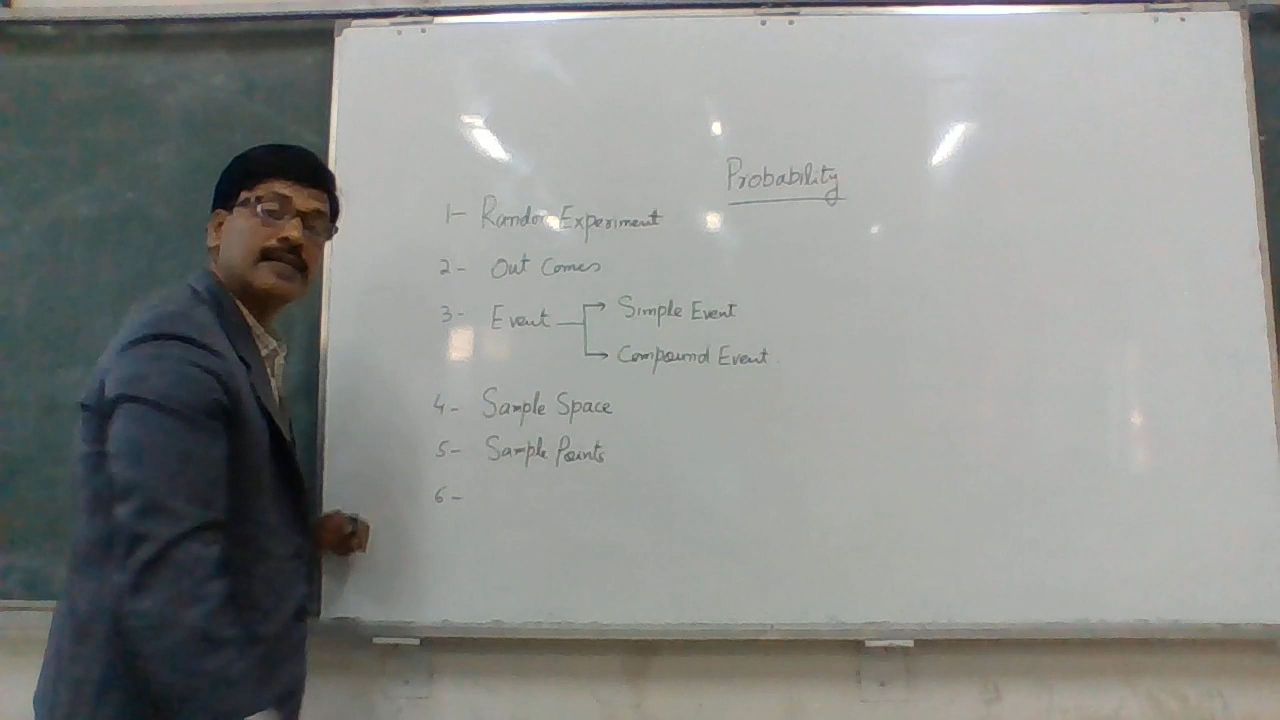 Probability
1- Random Experiment
2- Out Comes
3- Event
Simple Event
Compound Event
4- Sample Space
5- Sample Points
6-